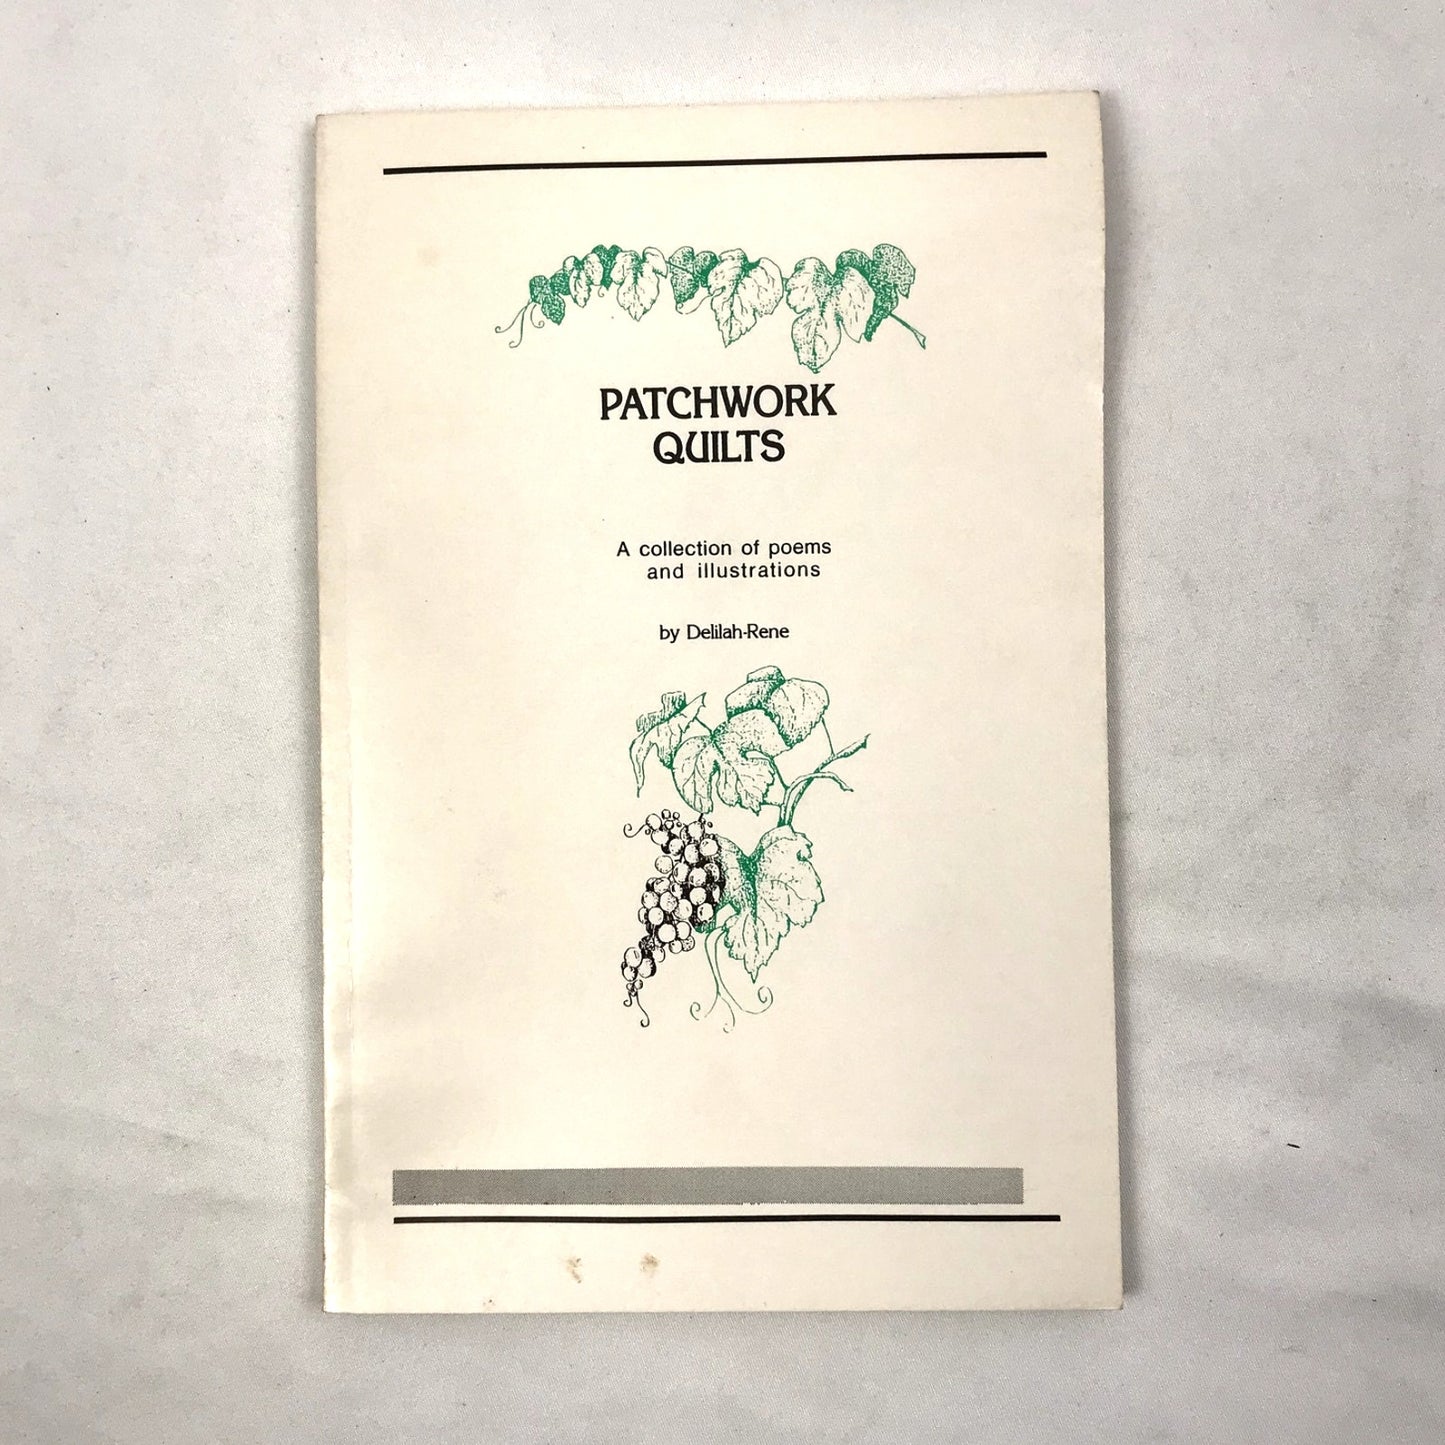 PATCHWORK
QUILTS
A collection of poems
and illustrations
by Delilah-Rene